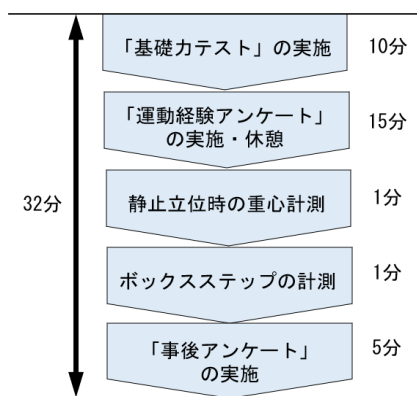 「基礎力テスト」の実施
10分
「運動経験アンケート」
の実施・休憩
15分
静止立位時の重心計測
1分
32分
ボックスステップの計測
1分
「事後アンケート」
の実施
5分